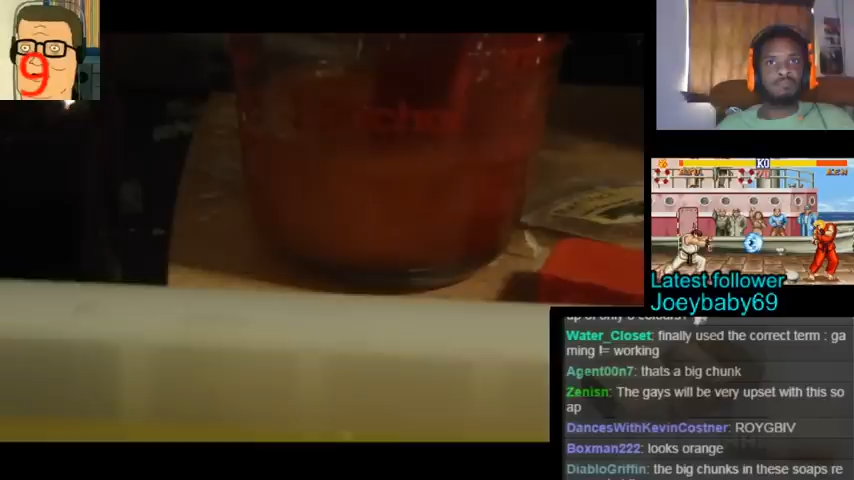 9
KO
KEN
Latest follower
Joeybaby69
Water_Closet: finally used the correct term : ga
ming != working
Agent00n7: thats a big chunk
Zenisn: The gays will be very upset with this so
ap
DancesWithKevinCostner: ROYGBIV
Boxman222: looks orange
DiabloGriffin: the big chunks in these soaps re